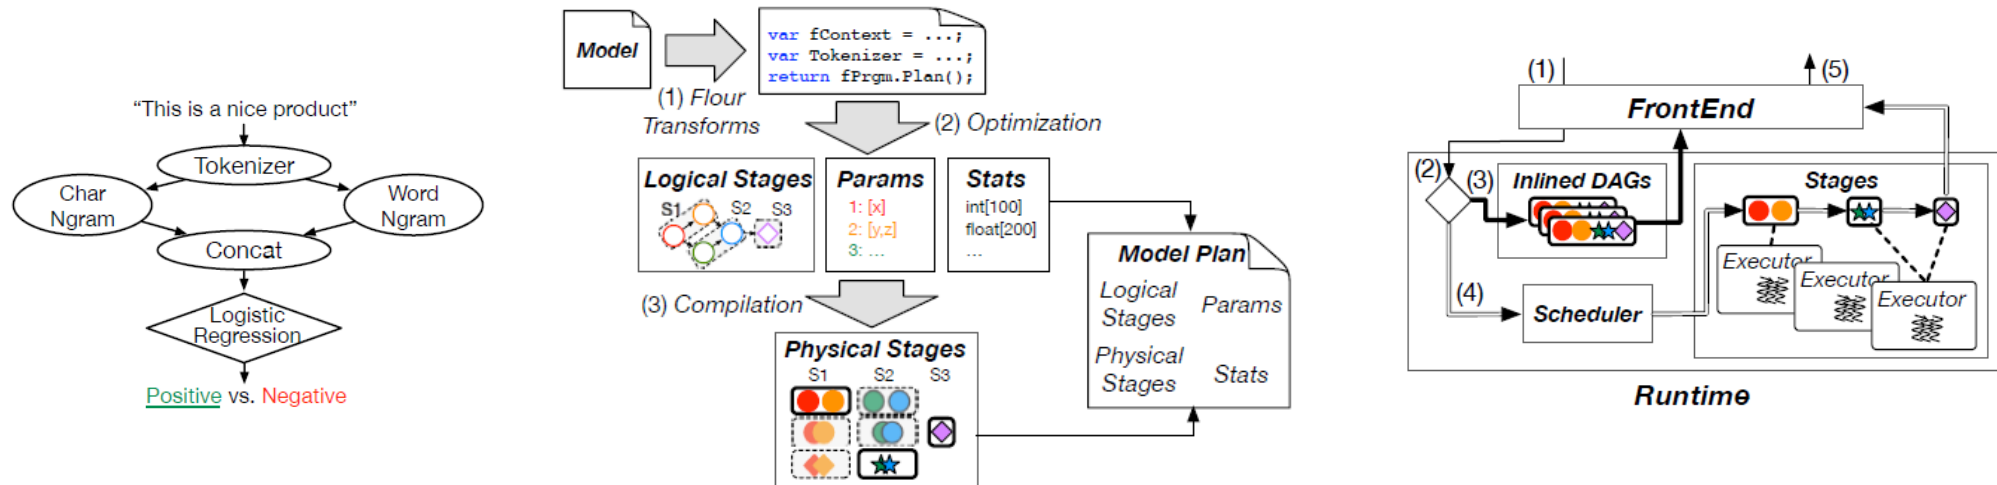 “This is a nice product”
Tokenizer
Char
Ngram
Word
Ngram
Concat
Logistic
Regression
Positive vs. Negative
Model
var fContext = ...;
var Tokenizer = ...;
return fPrgm.Plan();
(1) Flour
Transforms
(2) Optimization
Logical Stages
S1 S2 S3
Params
1: [x]
2: [y,z]
3: ...
Stats
int[100]
float[200]
...
(3) Compilation
Physical Stages
S1 S2 S3
Model Plan
Logical
Stages
Params
Physical
Stages
Stats
(1)
(5)
FrontEnd
(2)
(3)
Inlined DAGs
Stages
Executor
Executor
Executor
(4)
Scheduler
Runtime